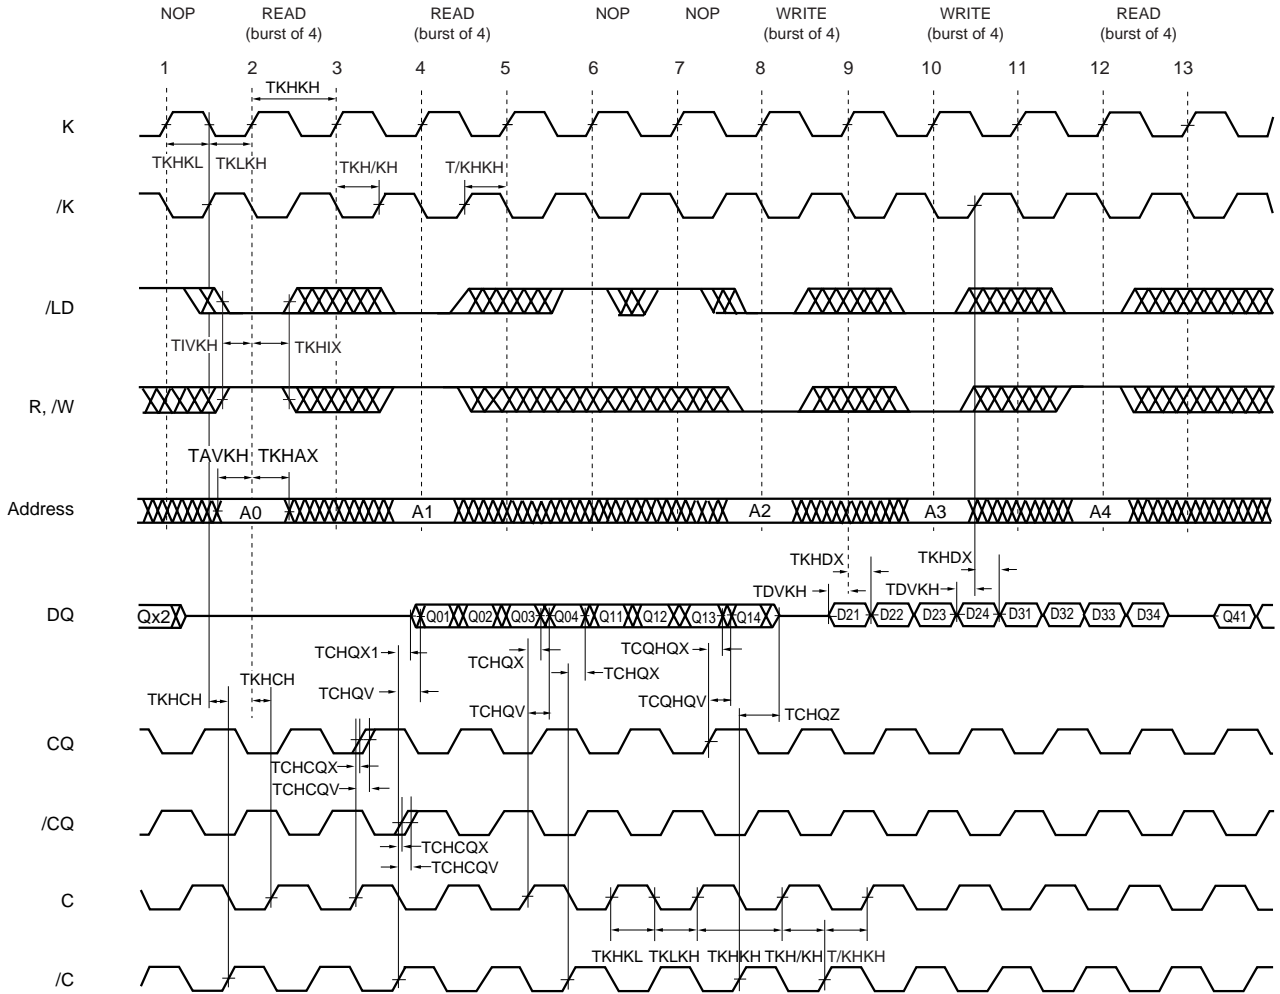 NOP READ READ NOP NOP WRITE WRITE READ
(burst of 4) (burst of 4) (burst of 4) (burst of 4) (burst of 4)
1 2 3 4 5 6 7 8 9 10 11 12 13
TKHKH
K
TKHKL TKLKH TKH/KH T/KHKH
/K
/LD
TIVKH TKHIX
R, /W
TAVKH TKHAX
Address A0 A1 A2 A3 A4
TKHDX TKHDX
TDVKH TDVKH
DQ Qx2 Q01 Q02 Q03 Q04 Q11 Q12 Q13 Q14 D21 D22 D23 D24 D31 D32 D33 D34 Q41
TCHQX1 TCHQX TCQHQX TCHQX
TKHCH TKHCH TCHQV TCHQV TCQHQV TCHQZ
CQ
TCHCQX
TCHCQV
/CQ
TCHCQX
TCHCQV
C
TKHKL TKLKH TKHKH TKH/KH T/KHKH
/C